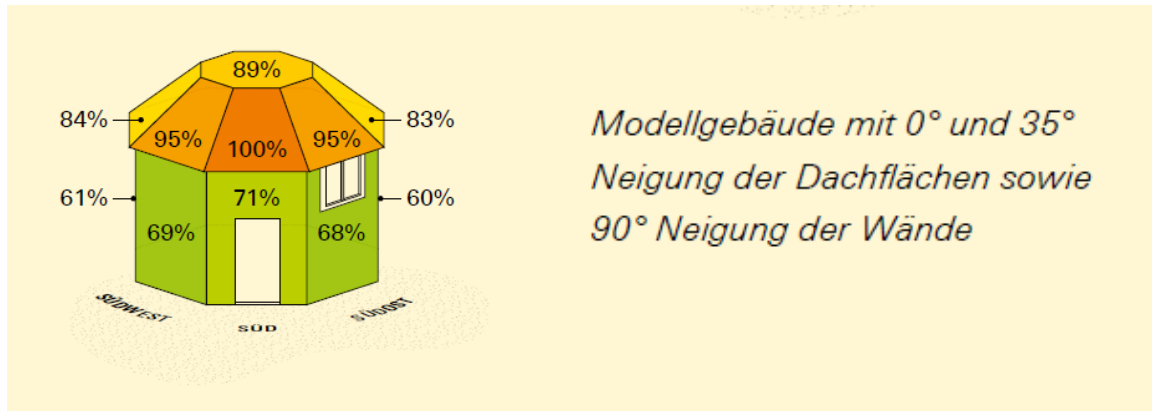 89%
84%
83%
95%
100%
95%
61%
71%
60%
69%
68%
SÜDWEST
SÜD
SÜDOST
Modellgebäude mit 0° und 35°
Neigung der Dachflächen sowie
90° Neigung der Wände